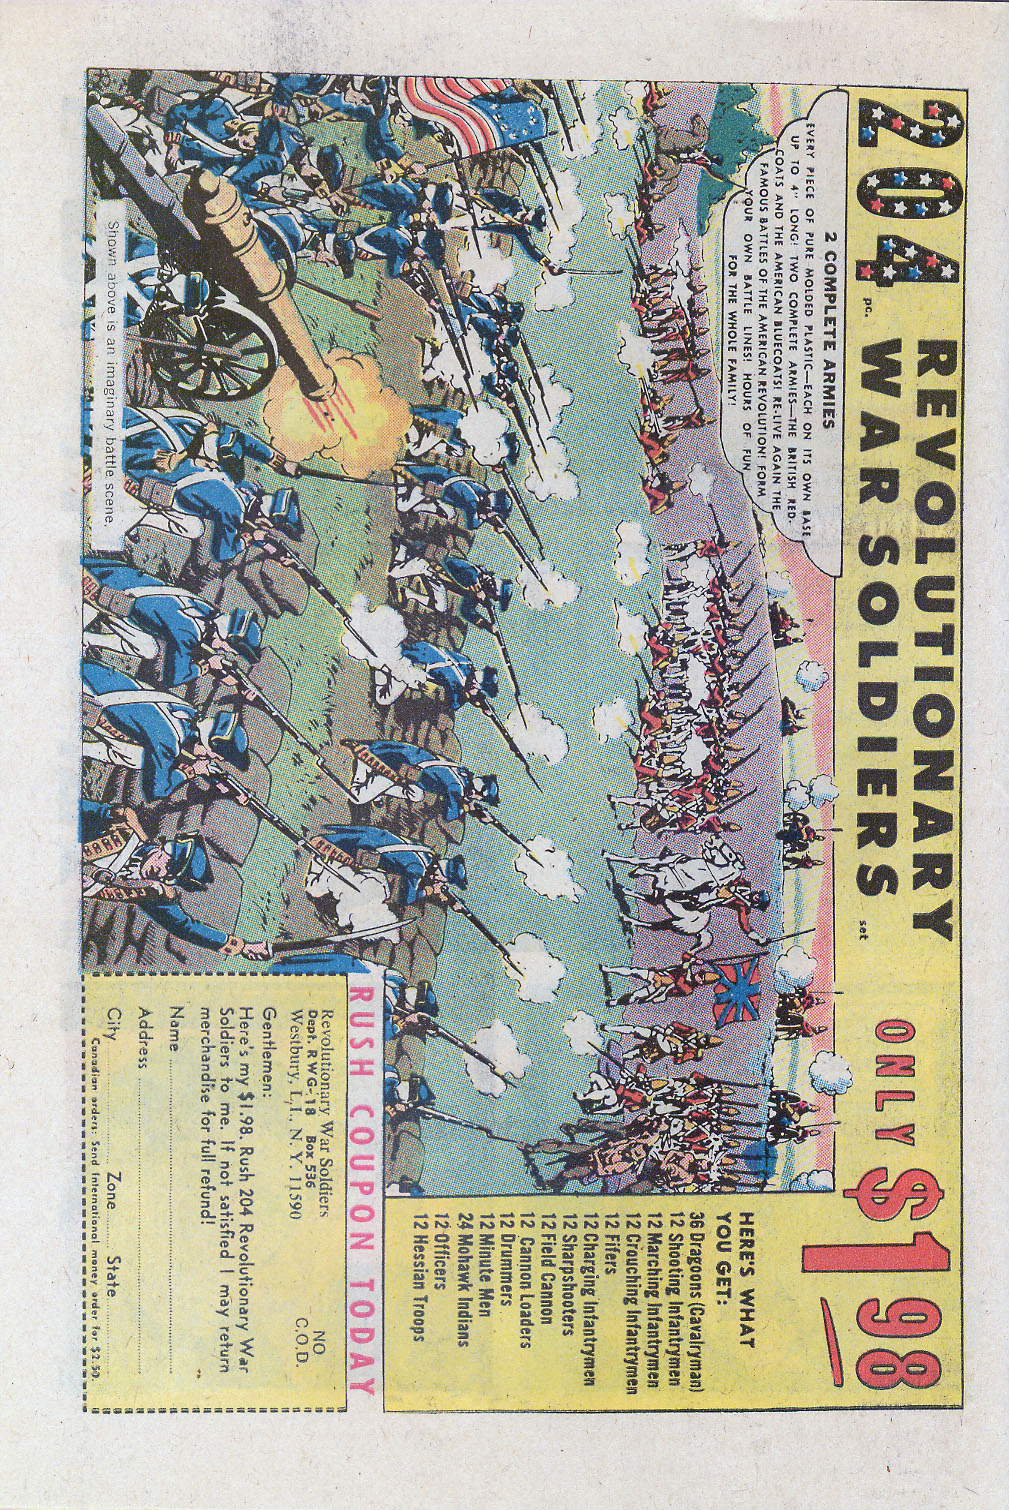 204 pc. REVOLUTIONARY
WAR SOLDIERS set
ONLY $198
2 COMPLETE ARMIES
EVERY PIECE OF PURE MOLDED PLASTIC—EACH ON ITS OWN BASE
UP TO 4" LONG! TWO COMPLETE ARMIES—THE BRITISH RED-
COATS AND THE AMERICAN BLUECOATS! RE-LIVE AGAIN THE
FAMOUS BATTLES OF THE AMERICAN REVOLUTION! FORM
YOUR OWN BATTLE LINES! HOURS OF FUN
FOR THE WHOLE FAMILY!
Shown above is an imaginary battle scene.
HERE'S WHAT
YOU GET:
36 Dragoons (Cavalryman)
12 Shooting Infantrymen
12 Marching Infantrymen
12 Crouching Infantrymen
12 Fifers
12 Charging Infantrymen
12 Sharpshooters
12 Field Cannon
12 Cannon Loaders
12 Drummers
12 Minute Men
24 Mohawk Indians
12 Officers
12 Hessian Troops
RUSH COUPON TODAY
Revolutionary War Soldiers
Dept. RWG-18 Box 536
Westbury, L.I., N.Y. 11590
NO
C.O.D.
Gentlemen:
Here's my $1.98. Rush 204 Revolutionary War
Soldiers to me. If not satisfied I may return
merchandise for full refund!
Name
Address
City Zone State
Canadian orders: Send International money order for $2.50.